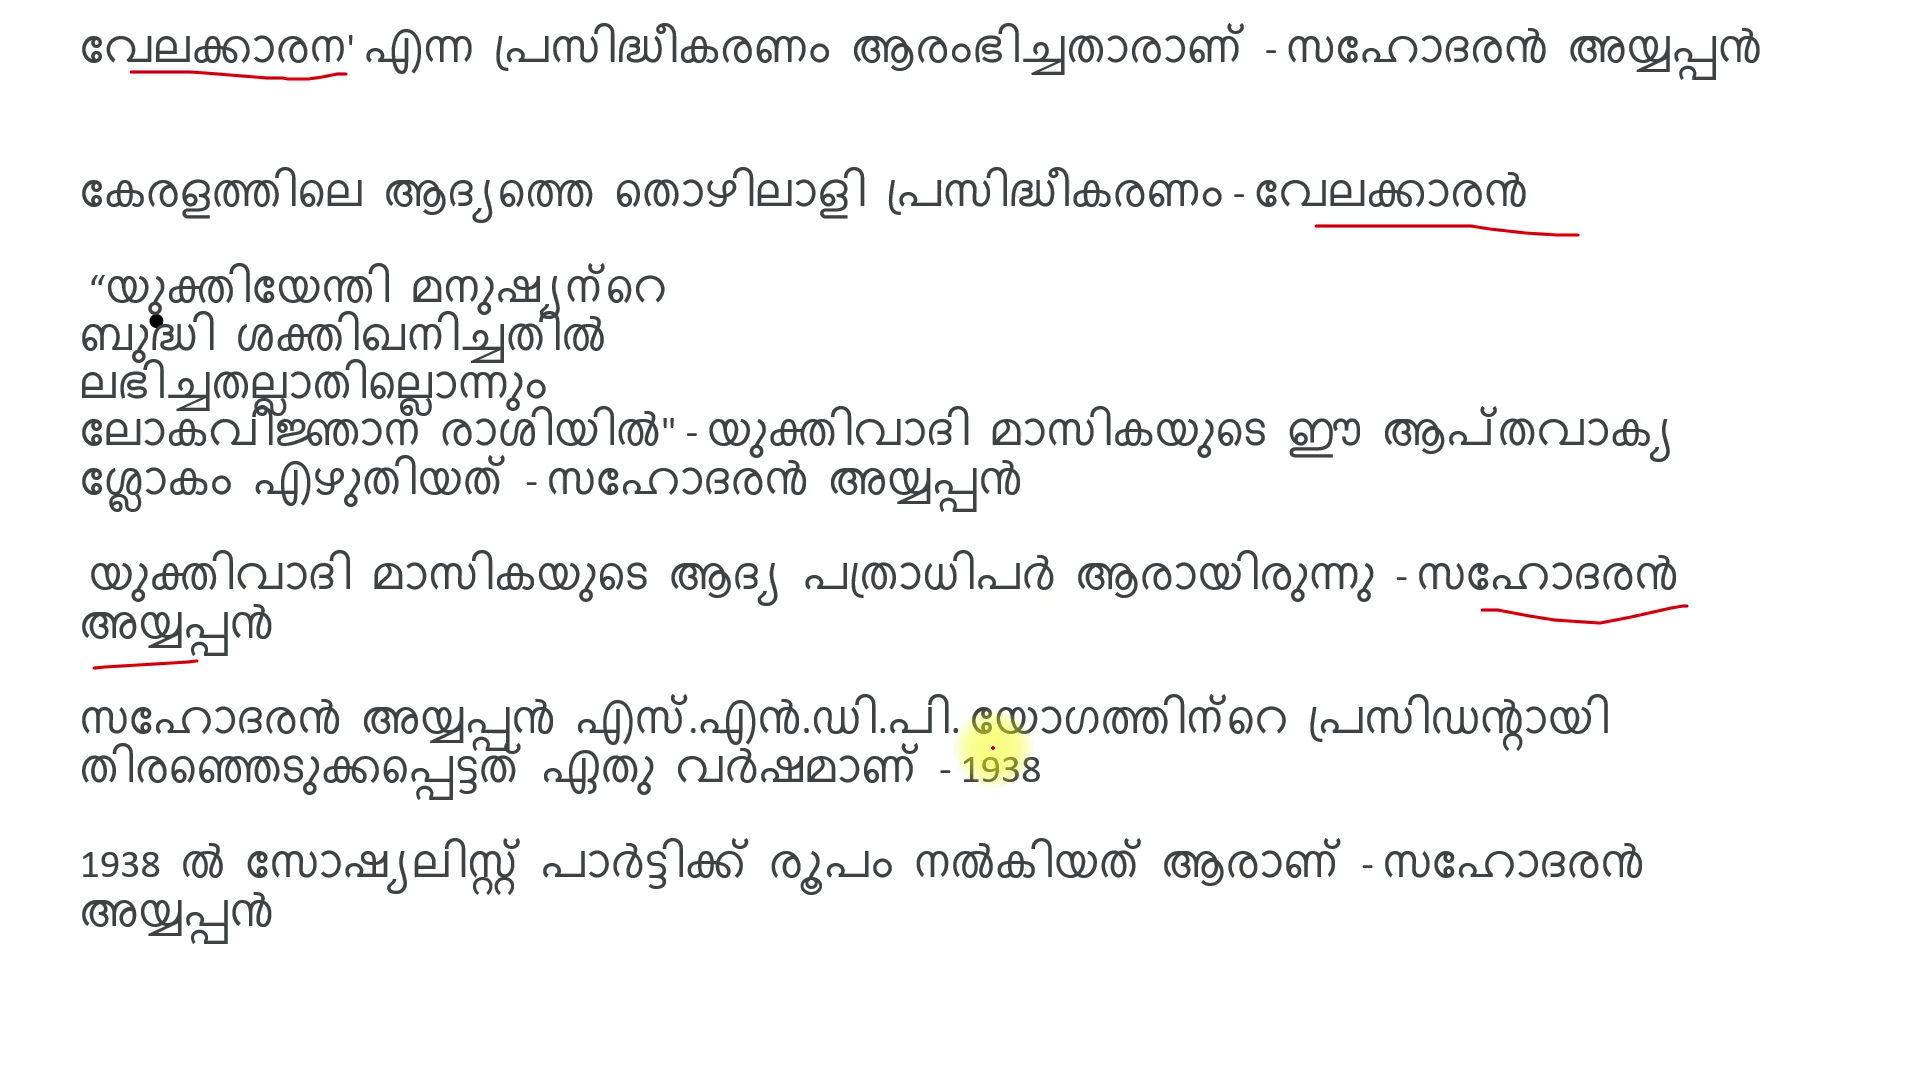 വേലക്കാരന' എന്ന പ്രസിദ്ധീകരണം ആരംഭിച്ചതാരാണ് - സഹോദരൻ അയ്യപ്പൻ
കേരളത്തിലെ ആദ്യത്തെ തൊഴിലാളി പ്രസിദ്ധീകരണം - വേലക്കാരൻ
“യുക്തിയേന്തി മനുഷ്യന്റെ
ബുദ്ധി ശക്തിഖനിച്ചതിൽ
ലഭിച്ചതല്ലാതില്ലൊന്നും
ലോകവിജ്ഞാന രാശിയിൽ" - യുക്തിവാദി മാസികയുടെ ഈ ആപ്തവാക്യ
ശ്ലോകം എഴുതിയത് - സഹോദരൻ അയ്യപ്പൻ
യുക്തിവാദി മാസികയുടെ ആദ്യ പത്രാധിപർ ആരായിരുന്നു - സഹോദരൻ
അയ്യപ്പൻ
സഹോദരൻ അയ്യപ്പൻ എസ്.എൻ.ഡി.പി. യോഗത്തിന്റെ പ്രസിഡന്റായി
തിരഞ്ഞെടുക്കപ്പെട്ടത് ഏതു വർഷമാണ് - 1938
1938 ൽ സോഷ്യലിസ്റ്റ് പാർട്ടിക്ക് രൂപം നൽകിയത് ആരാണ് - സഹോദരൻ
അയ്യപ്പൻ